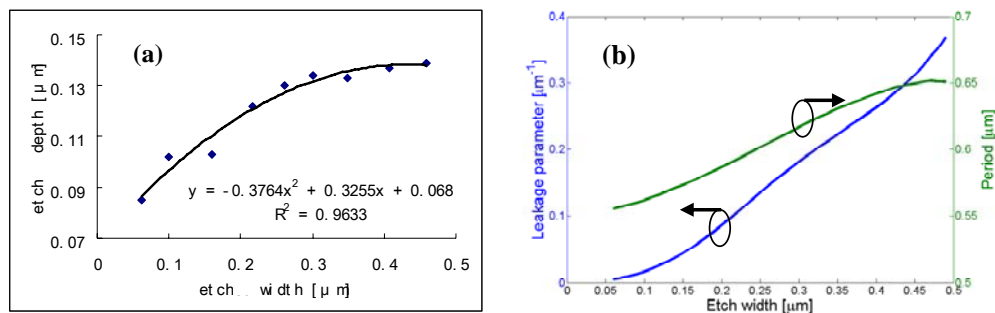 (a)
0. 15
0. 13
0. 11
0. 09
0. 07
etch depth [ μm]
y = -0.3764x² + 0.3255x + 0.068
R² = 0.9633
0 0. 1 0. 2 0. 3 0. 4 0. 5
etch width [ μm]
(b)
Leakage parameter [μm⁻¹]
0.4
0.3
0.2
0.1
0
0.7
0.65
0.6
0.55
0.5
Period [μm]
0 0.05 0.1 0.15 0.2 0.25 0.3 0.35 0.4 0.45 0.5
Etch width [μm]